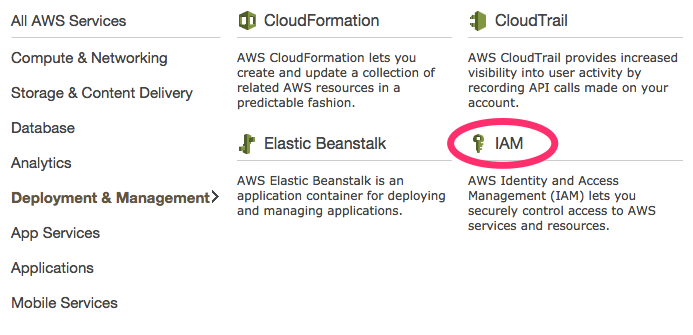 All AWS Services
Compute & Networking
Storage & Content Delivery
Database
Analytics
Deployment & Management
App Services
Applications
Mobile Services
CloudFormation
AWS CloudFormation lets you
create and update a collection of
related AWS resources in a
predictable fashion.
CloudTrail
AWS CloudTrail provides increased
visibility into user activity by
recording API calls made on your
account.
Elastic Beanstalk
AWS Elastic Beanstalk is an
application container for deploying
and managing applications.
IAM
AWS Identity and Access
Management (IAM) lets you
securely control access to AWS
services and resources.